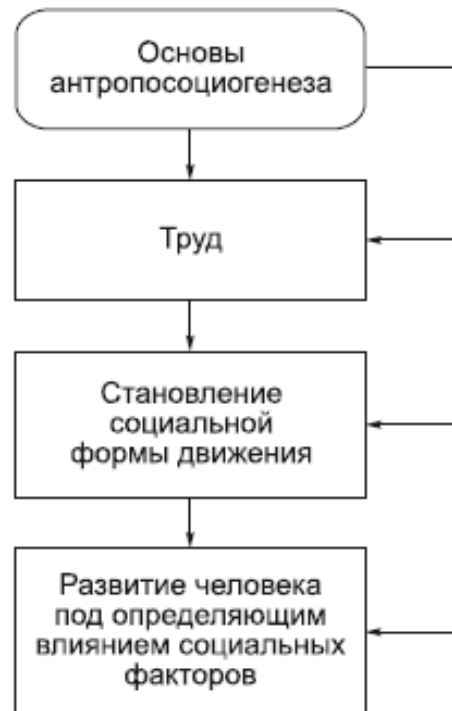 Основы
антропосоциогенеза
Труд
Становление
социальной
формы движения
Развитие человека
под определяющим
влиянием социальных
факторов